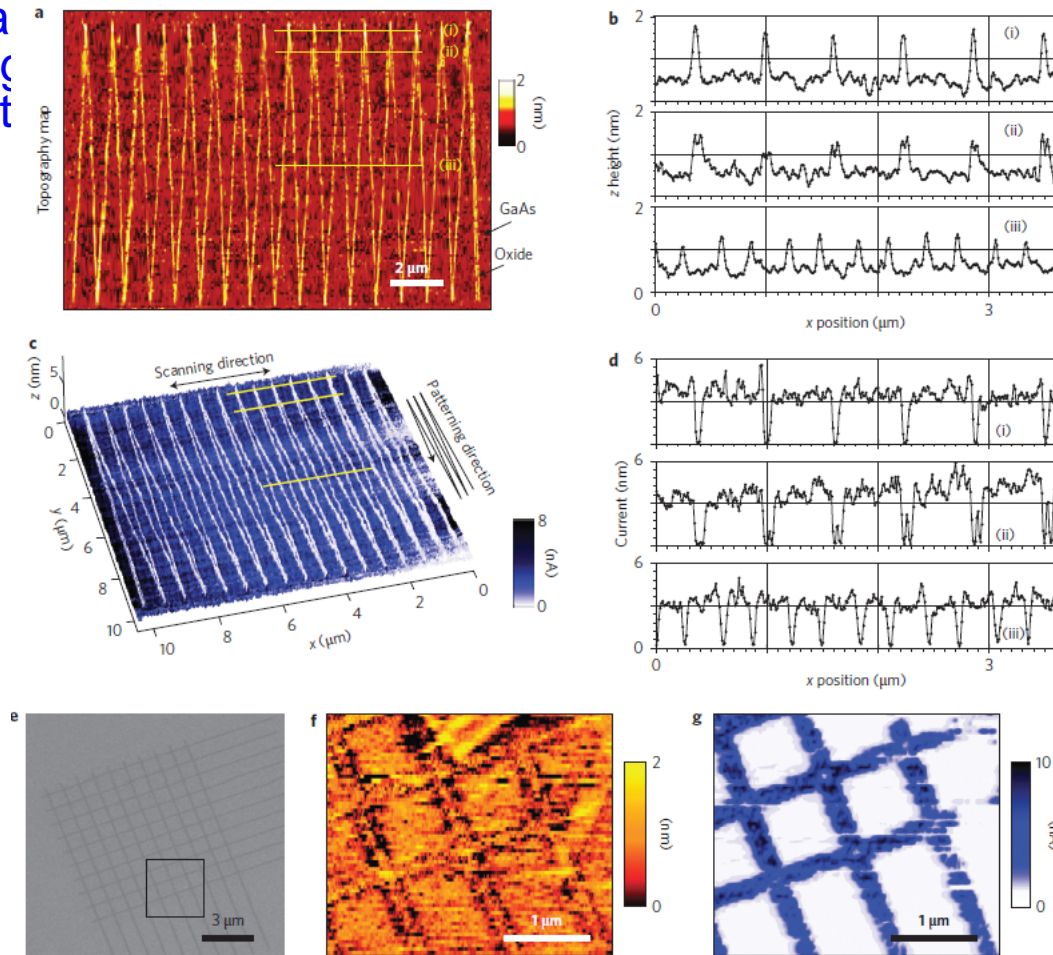 a
Topography map
(i)
(ii)
(iii)
2
(nm)
0
GaAs
Oxide
2 μm
b
2
(i)
z height (nm)
(ii)
2
(iii)
0
0
3
x position (μm)
c
z (nm)
5
0
Scanning direction
Patterning direction
0
2
4
6
8
10
y (μm)
10
8
6
4
2
0
x (μm)
8
(nA)
0
d
6
(i)
6
Current (nm)
(ii)
6
(iii)
0
0
3
x position (μm)
e
3 μm
f
2
(nm)
0
1 μm
g
10
0
1 μm